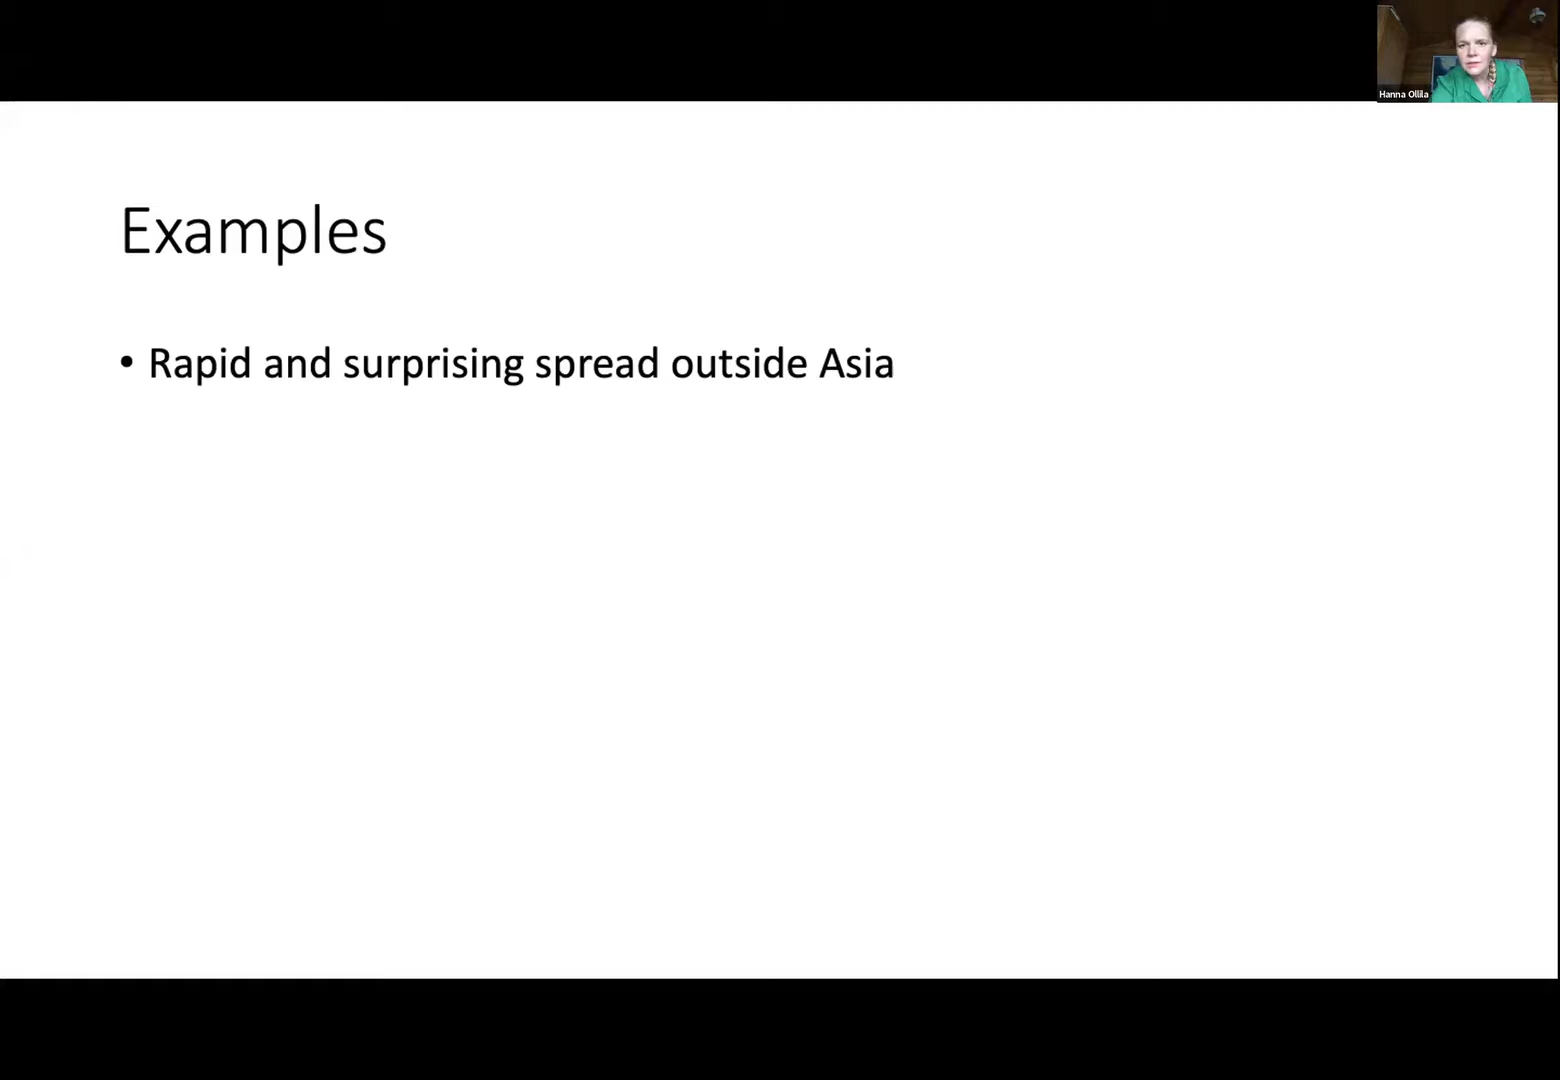 Hanna Ollila
Examples
• Rapid and surprising spread outside Asia